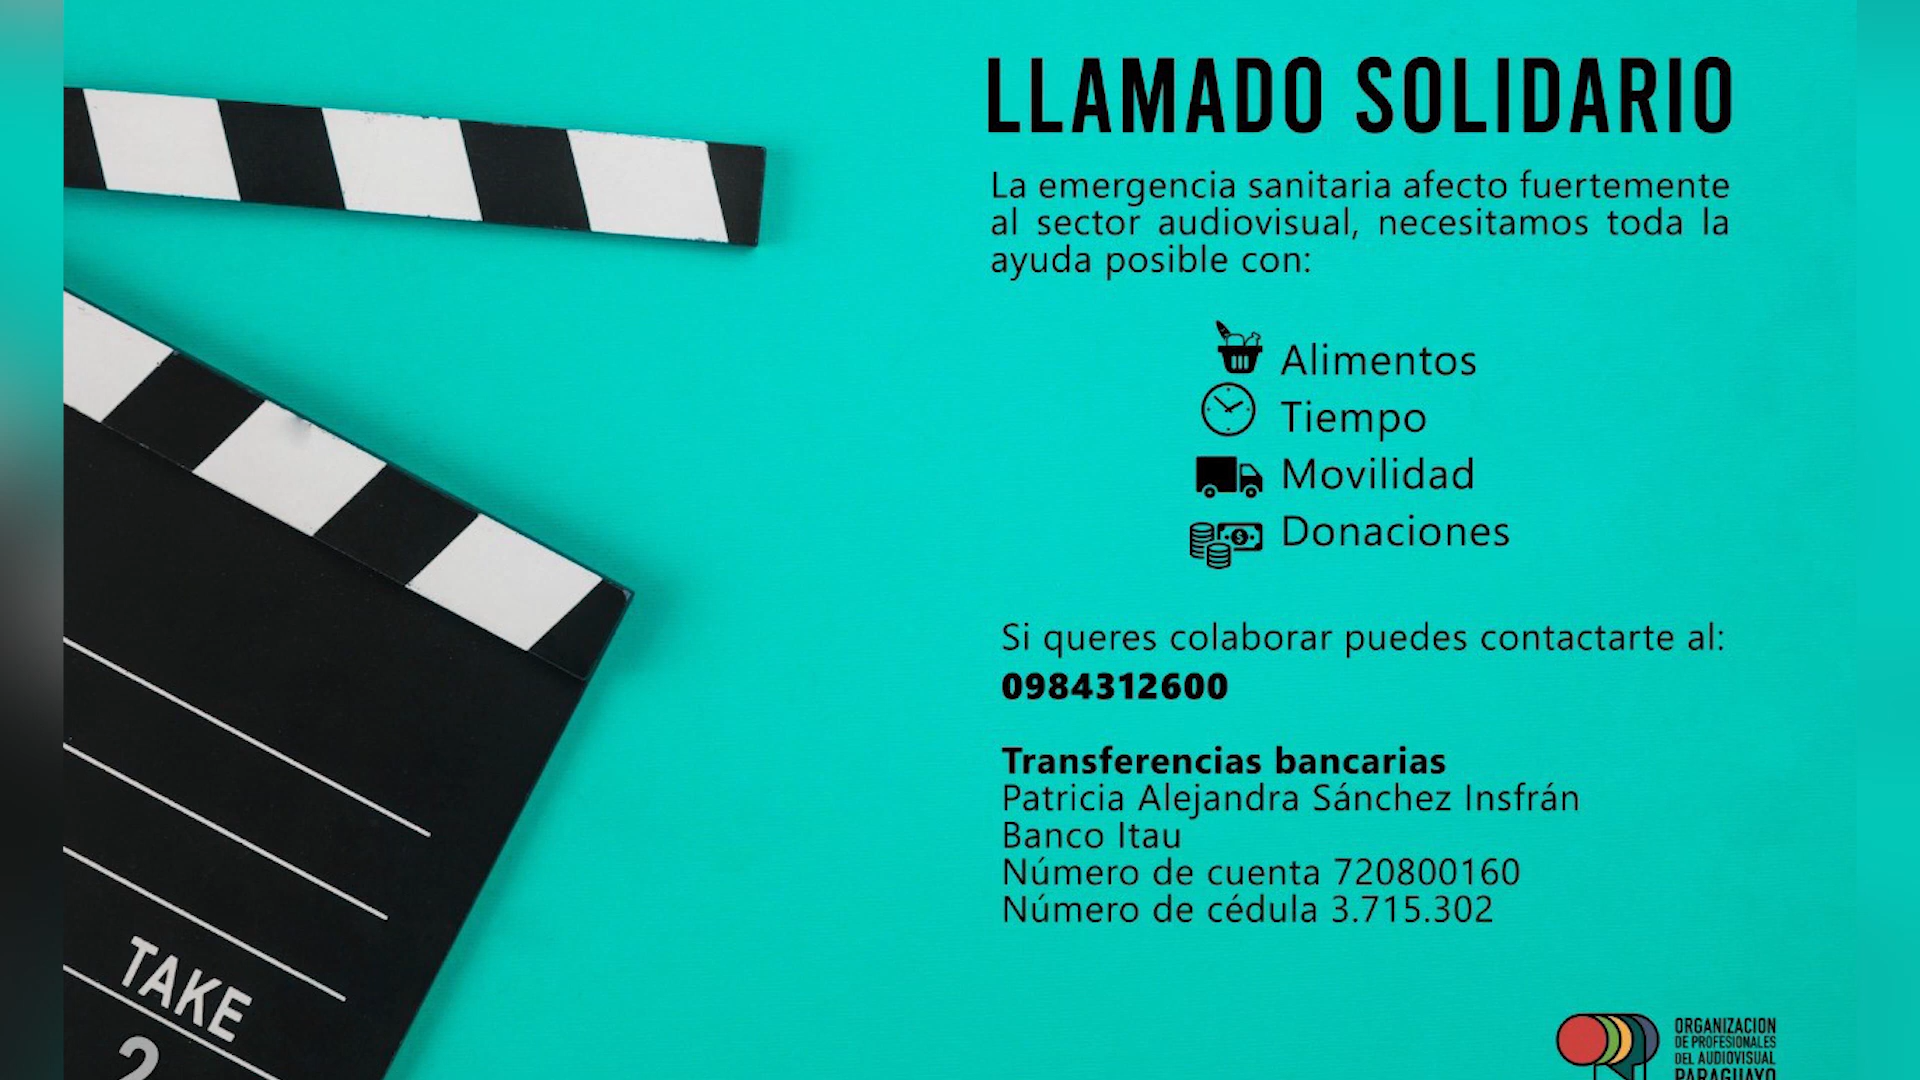 LLAMADO SOLIDARIO
La emergencia sanitaria afecto fuertemente
al sector audiovisual, necesitamos toda la
ayuda posible con:
Alimentos
Tiempo
Movilidad
Donaciones
Si queres colaborar puedes contactarte al:
0984312600
Transferencias bancarias
Patricia Alejandra Sánchez Insfrán
Banco Itau
Número de cuenta 720800160
Número de cédula 3.715.302
TAKE
2
ORGANIZACION
DE PROFESIONALES
DEL AUDIOVISUAL
PARAGUAYO